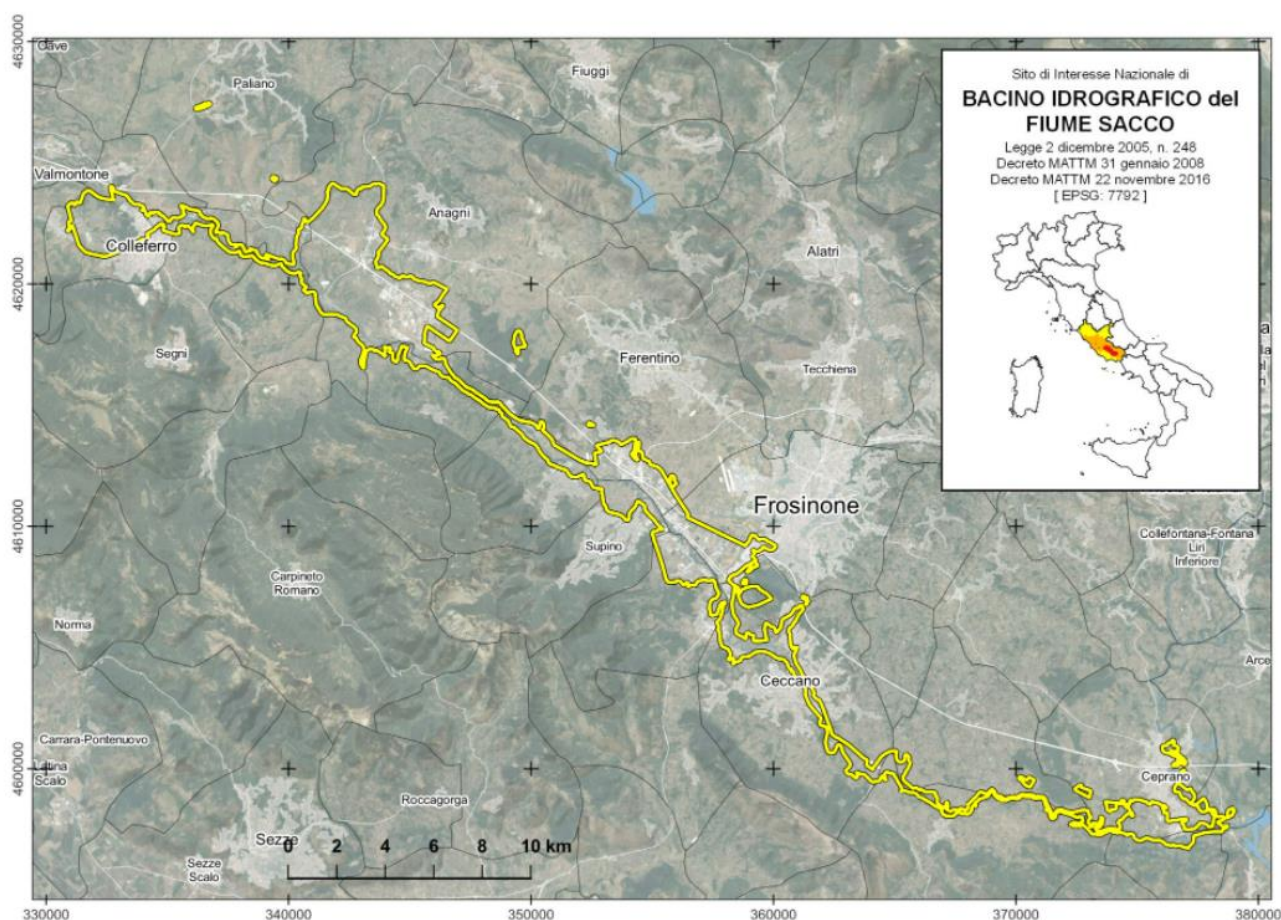 Sito di Interesse Nazionale di
BACINO IDROGRAFICO del
FIUME SACCO
Legge 2 dicembre 2005, n. 248
Decreto MATTM 31 gennaio 2008
Decreto MATTM 22 novembre 2016
[ EPSG: 7792 ]
4630000
4620000
4610000
4600000
Cave
Paliano
Fiuggi
Valmontone
Anagni
Colleferro
Alatri
Segni
Ferentino
Tecchiena
Frosinone
Supino
Collefontana-Fontana
Liri
Inferiore
Carpineto
Romano
Norma
Arce
Ceccano
Carrara-Pontenuovo
Latina
Scalo
Ceprano
Roccagorga
Sezze
Sezze
Scalo
0 2 4 6 8 10 km
330000 340000 350000 360000 370000 380000